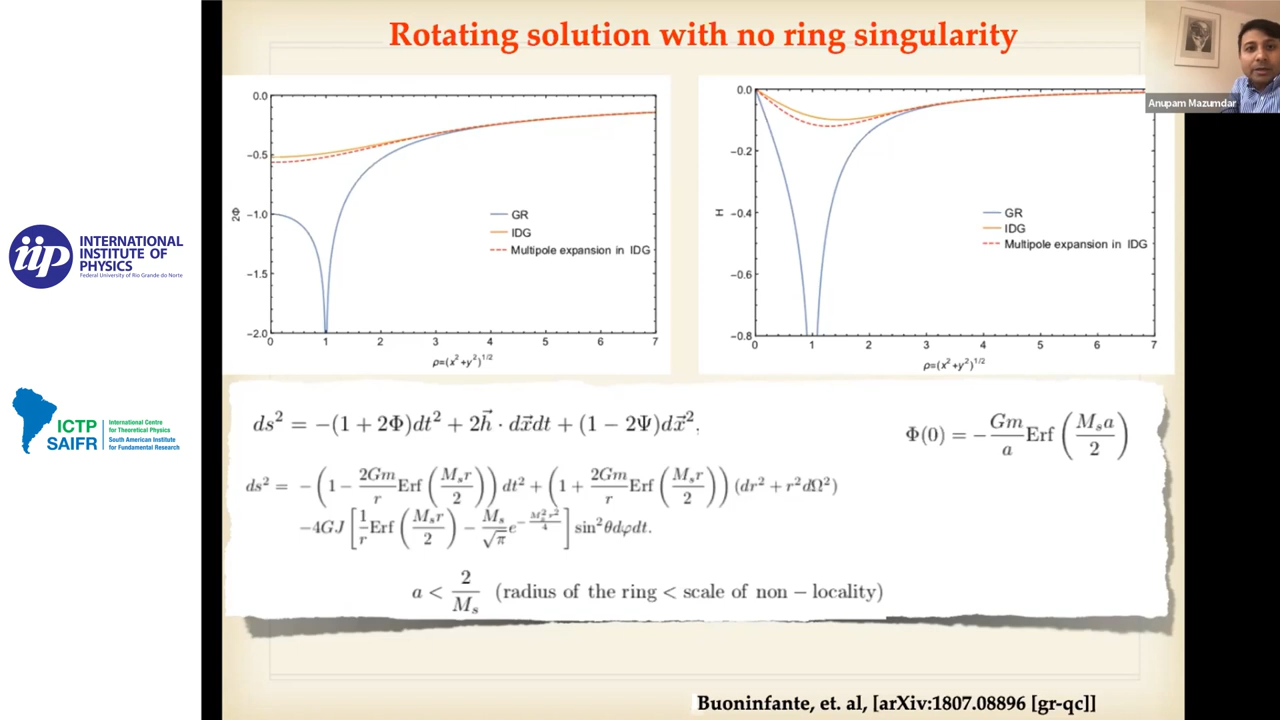 Rotating solution with no ring singularity
Anupam Mazumdar
INTERNATIONAL
INSTITUTE OF
PHYSICS
Federal University of Rio Grande do Norte
iip
ICTP
SAIFR
International Centre
for Theoretical Physics
South American Institute
for Fundamental Research
0.0
−0.5
−1.0
−1.5
−2.0
2Φ
0 1 2 3 4 5 6 7
ρ=(x²+y²)^{1/2}
GR
IDG
Multipole expansion in IDG
0.0
−0.2
−0.4
−0.6
−0.8
H
0 1 2 3 4 5 6 7
ρ=(x²+y²)^{1/2}
GR
IDG
Multipole expansion in IDG
ds² = −(1 + 2Φ)dt² + 2h⃗ · dx⃗dt + (1 − 2Ψ)dx⃗²,
Φ(0) = −Gm/a Erf(M_s a/2)
ds² = −(1 − 2Gm/r Erf(M_s r/2)) dt² + (1 + 2Gm/r Erf(M_s r/2)) (dr² + r²dΩ²)
−4GJ [1/r Erf(M_s r/2) − M_s/√π e^{−M_s² r²/4}] sin²θdφdt.
a < 2/M_s (radius of the ring < scale of non − locality)
Buoninfante, et. al, [arXiv:1807.08896 [gr-qc]]